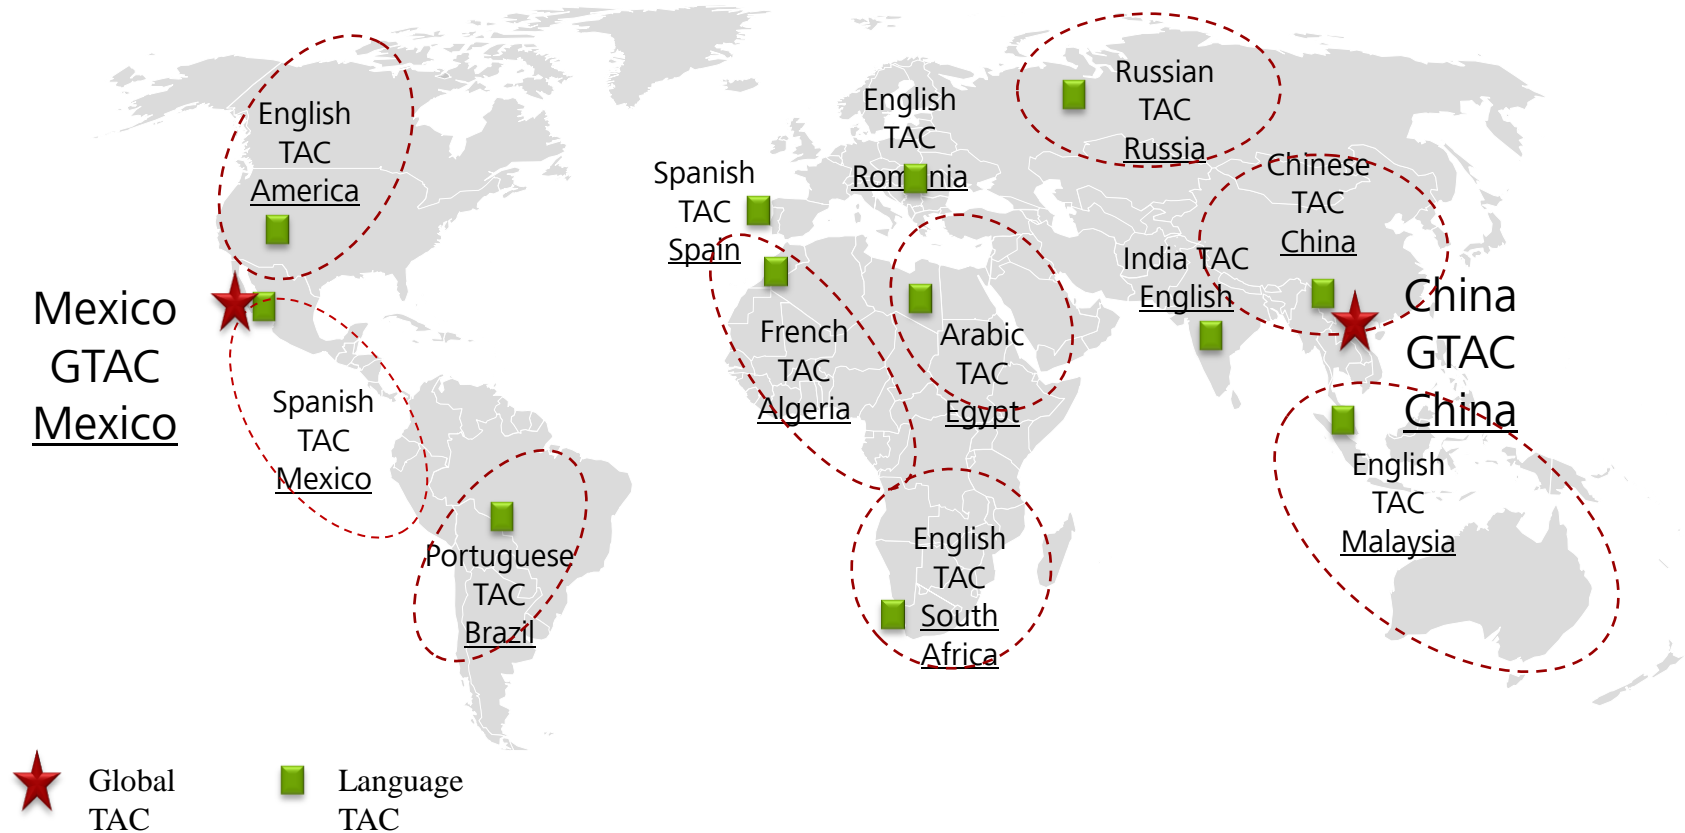 English
TAC
America
Mexico
GTAC
Mexico
Spanish
TAC
Mexico
Portuguese
TAC
Brazil
Spanish
TAC
Spain
English
TAC
Romania
Russian
TAC
Russia
Chinese
TAC
China
India TAC
English
French
TAC
Algeria
Arabic
TAC
Egypt
China
GTAC
China
English
TAC
South
Africa
English
TAC
Malaysia
Global
TAC
Language
TAC